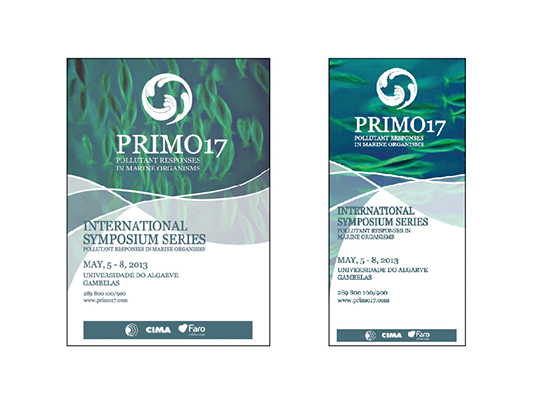 PRIMO17
POLLUTANT RESPONSES
IN MARINE ORGANISMS
INTERNATIONAL
SYMPOSIUM SERIES
POLLUTANT RESPONSES IN MARINE ORGANISMS
MAY, 5 - 8, 2013
UNIVERSIDADE DO ALGARVE
GAMBELAS
289 800 100/900
www.primo17.com
CIMA Faro
PRIMO17
POLLUTANT RESPONSES
IN MARINE ORGANISMS
INTERNATIONAL
SYMPOSIUM SERIES
POLLUTANT RESPONSES IN
MARINE ORGANISMS
MAY, 5 - 8, 2013
UNIVERSIDADE DO ALGARVE
GAMBELAS
289 800 100/900
www.primo17.com
CIMA Faro